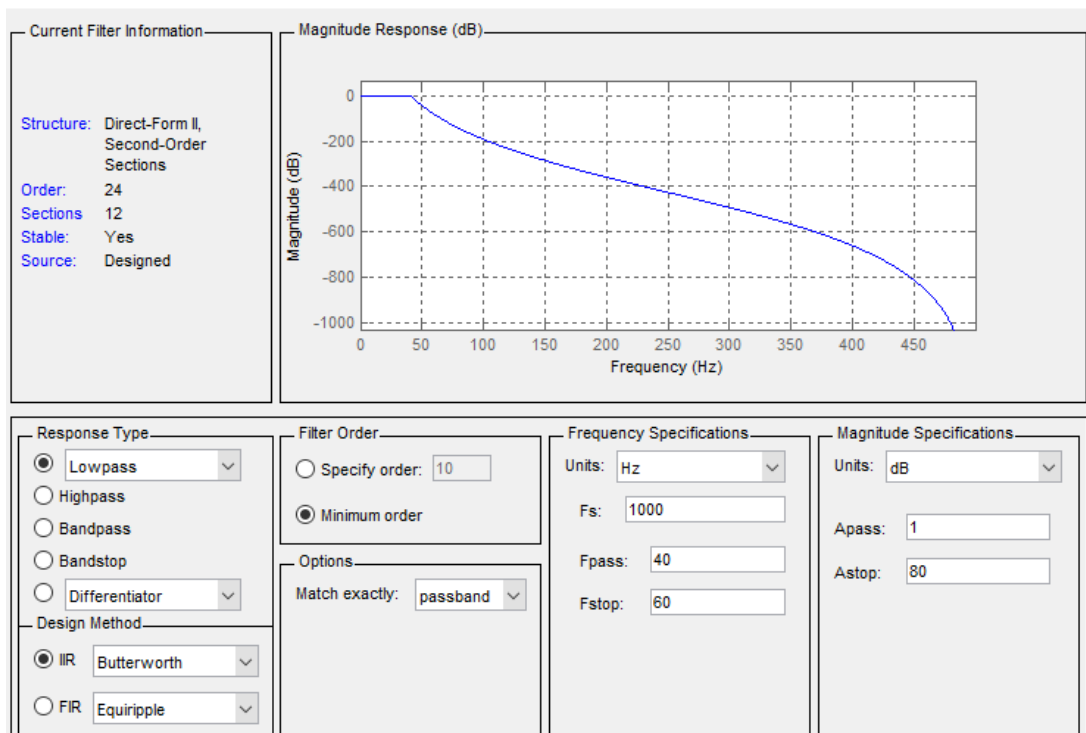 Current Filter Information
Structure: Direct-Form II,
Second-Order
Sections
Order: 24
Sections 12
Stable: Yes
Source: Designed
Magnitude Response (dB)
0
-200
-400
-600
-800
-1000
Magnitude (dB)
0 50 100 150 200 250 300 350 400 450
Frequency (Hz)
Response Type
Lowpass
Highpass
Bandpass
Bandstop
Differentiator
Design Method
IIR Butterworth
FIR Equiripple
Filter Order
Specify order: 10
Minimum order
Options
Match exactly: passband
Frequency Specifications
Units: Hz
Fs: 1000
Fpass: 40
Fstop: 60
Magnitude Specifications
Units: dB
Apass: 1
Astop: 80